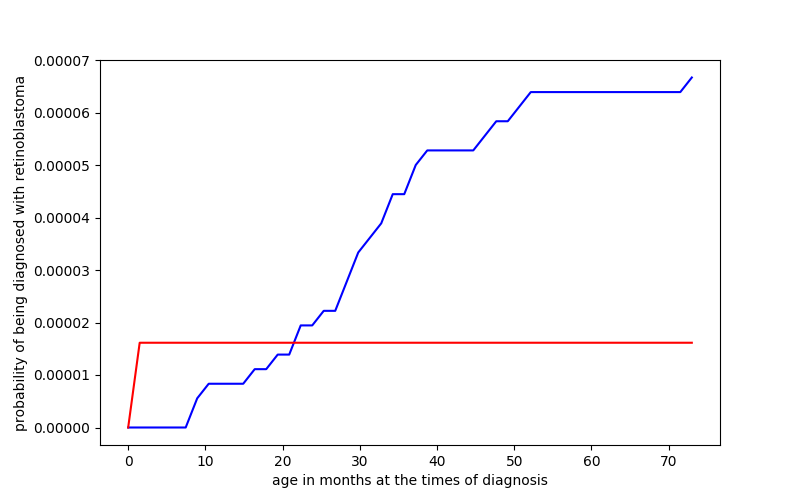 0.00007
0.00006
0.00005
0.00004
0.00003
0.00002
0.00001
0.00000
probability of being diagnosed with retinoblastoma
0 10 20 30 40 50 60 70
age in months at the times of diagnosis